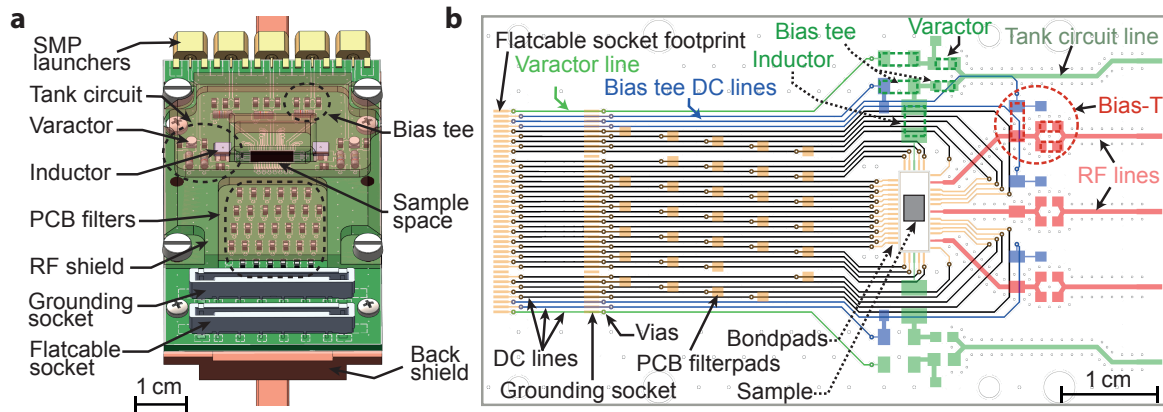 a
SMP
launchers
Tank circuit
Varactor
Inductor
PCB filters
RF shield
Grounding
socket
Flatcable
socket
1 cm
Bias tee
Sample
space
Back
shield
b
Flatcable socket footprint
Varactor line
Bias tee DC lines
Bias tee
Inductor
Varactor
Tank circuit line
Bias-T
RF lines
DC lines
Vias
Grounding socket
PCB filterpads
Bondpads
Sample
1 cm